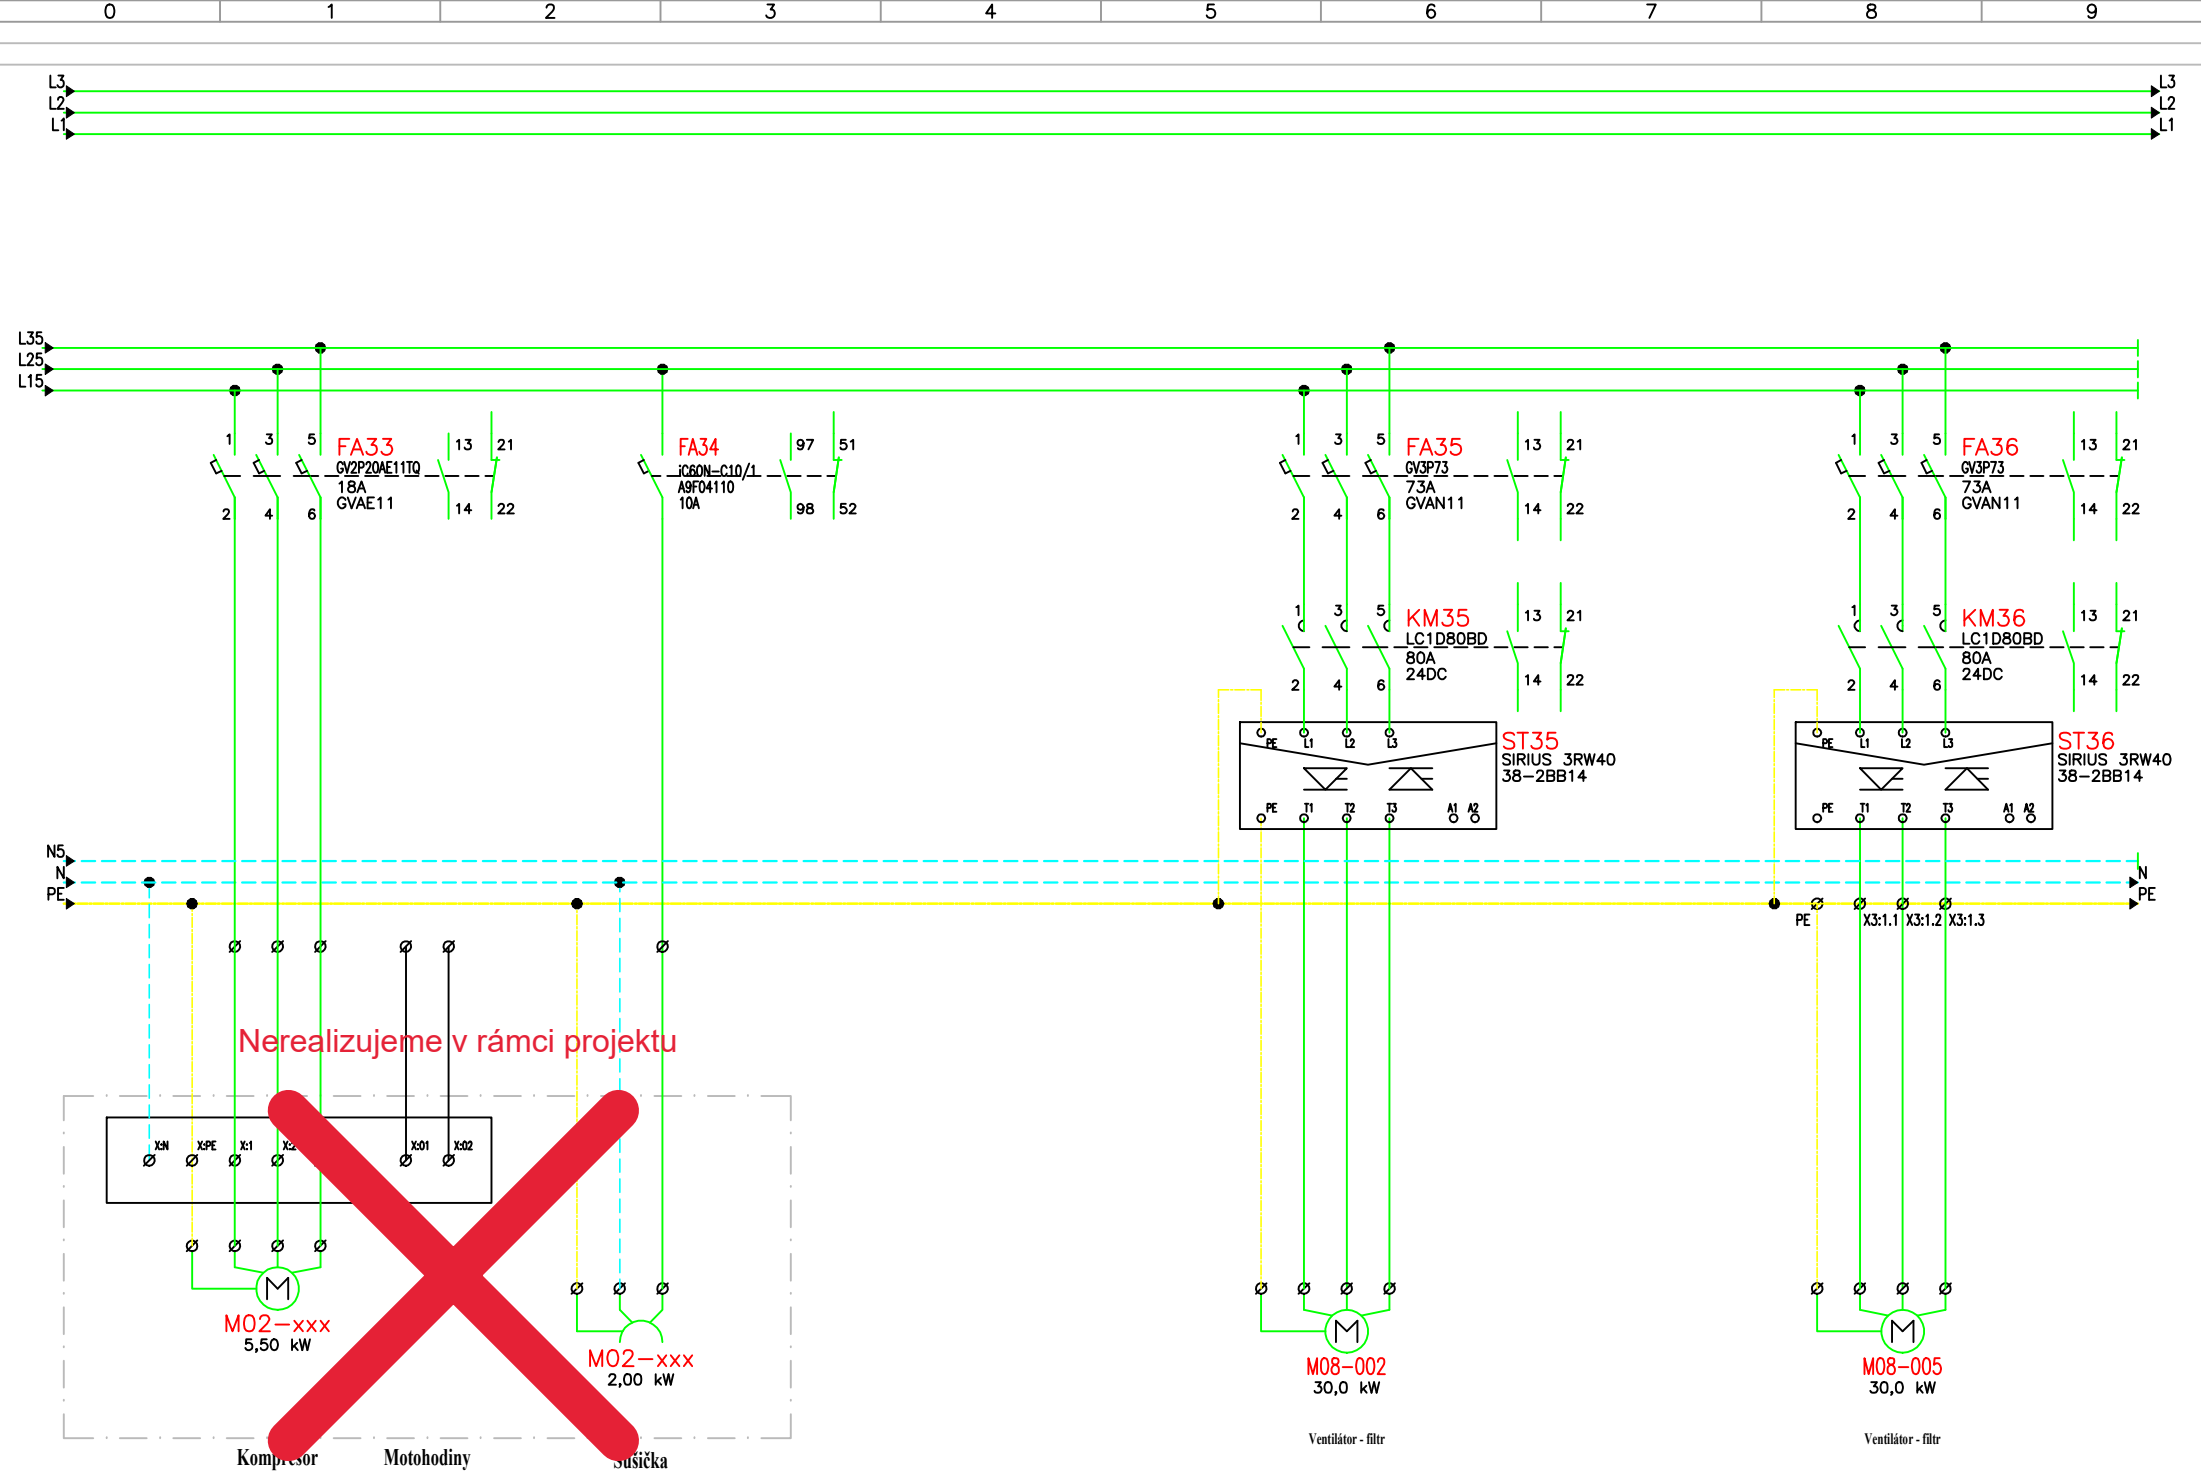 0 1 2 3 4 5 6 7 8 9
L3 L3
L2 L2
L1 L1
L35
L25
L15
1 3 5 FA33 13 21
GV2P20AE11TQ
18A
GVAE11
2 4 6 14 22
FA34 97 51
iC60N-C10/1
A9F04110
10A
98 52
1 3 5 FA35 13 21
GV3P73
73A
GVAN11
2 4 6 14 22
1 3 5 FA36 13 21
GV3P73
73A
GVAN11
2 4 6 14 22
1 3 5 KM35 13 21
LC1D80BD
80A
24DC
2 4 6 14 22
1 3 5 KM36 13 21
LC1D80BD
80A
24DC
2 4 6 14 22
PE L1 L2 L3
ST35
SIRIUS 3RW40
38-2BB14
PE T1 T2 T3 A1 A2
PE L1 L2 L3
ST36
SIRIUS 3RW40
38-2BB14
PE T1 T2 T3 A1 A2
N5
N N
PE PE
PE X3:1.1 X3:1.2 X3:1.3
Nerealizujeme v rámci projektu
X:N X:PE X:1 X:2 X:01 X:02
M
M02-xxx
5,50 kW
M02-xxx
2,00 kW
M
M08-002
30,0 kW
M
M08-005
30,0 kW
Kompresor Motohodiny Sušička
Ventilátor - filtr Ventilátor - filtr